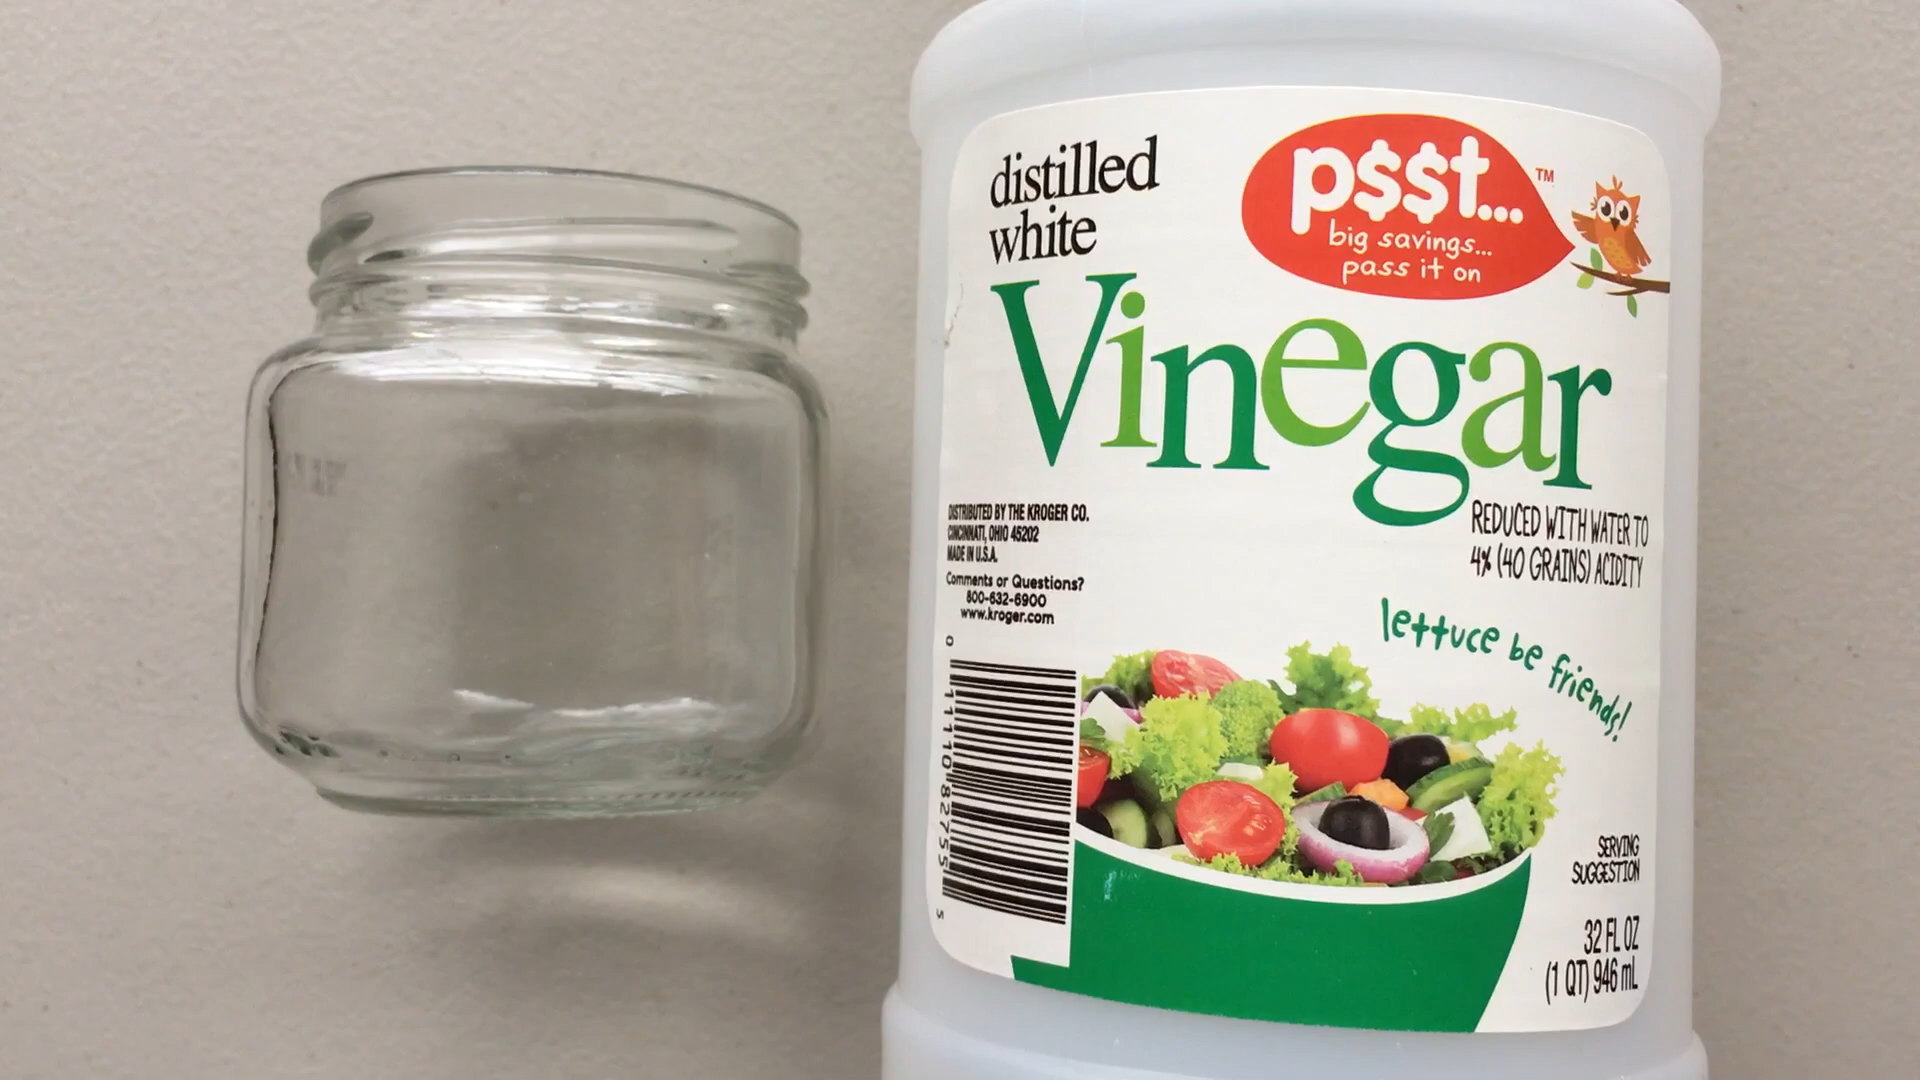 distilled
white
Vinegar
p$$t...™
big savings...
pass it on
DISTRIBUTED BY THE KROGER CO.
CINCINNATI, OHIO 45202
MADE IN U.S.A.
Comments or Questions?
800-632-6900
www.kroger.com
REDUCED WITH WATER TO
4% (40 GRAINS) ACIDITY
lettuce be friends!
0 11110 82755 5
SERVING
SUGGESTION
32 FL OZ
(1 QT) 946 mL